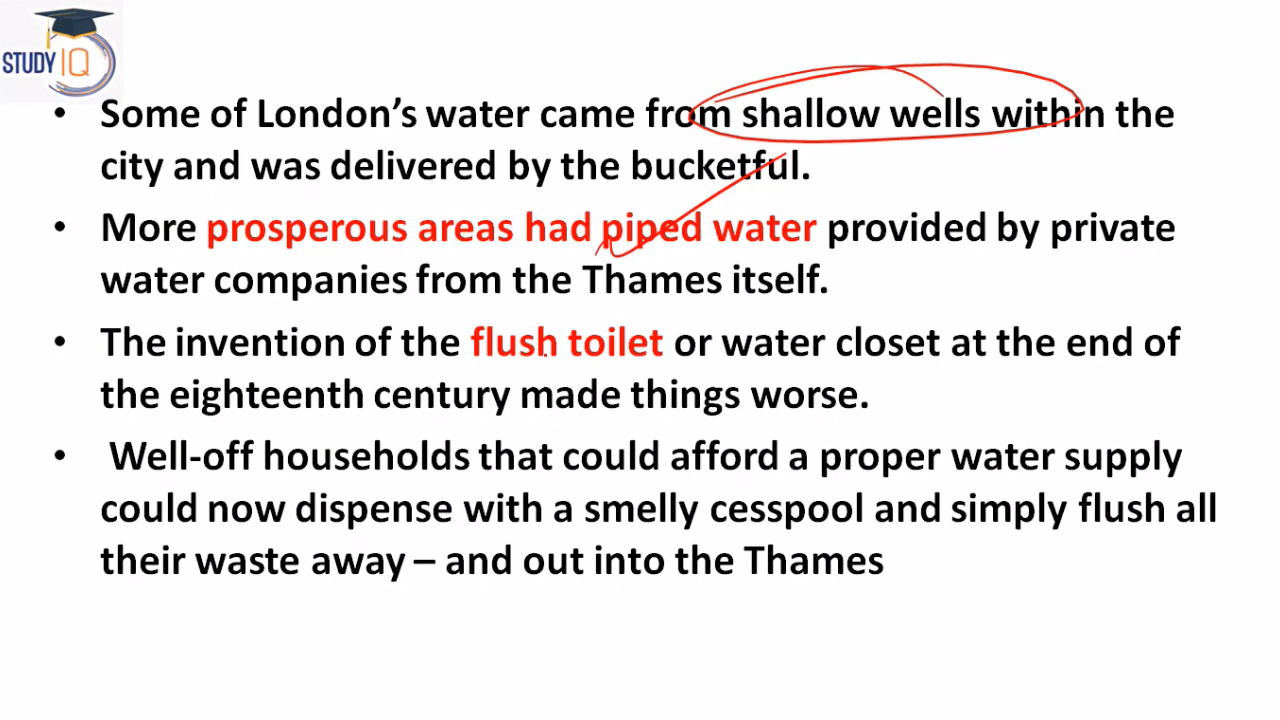 STUDY IQ
• Some of London’s water came from shallow wells within the
city and was delivered by the bucketful.
• More prosperous areas had piped water provided by private
water companies from the Thames itself.
• The invention of the flush toilet or water closet at the end of
the eighteenth century made things worse.
• Well-off households that could afford a proper water supply
could now dispense with a smelly cesspool and simply flush all
their waste away – and out into the Thames